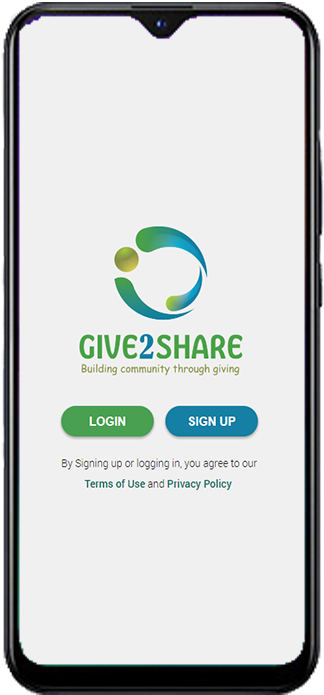 GIVE2SHARE
Building community through giving
LOGIN
SIGN UP
By Signing up or logging in, you agree to our
Terms of Use and Privacy Policy